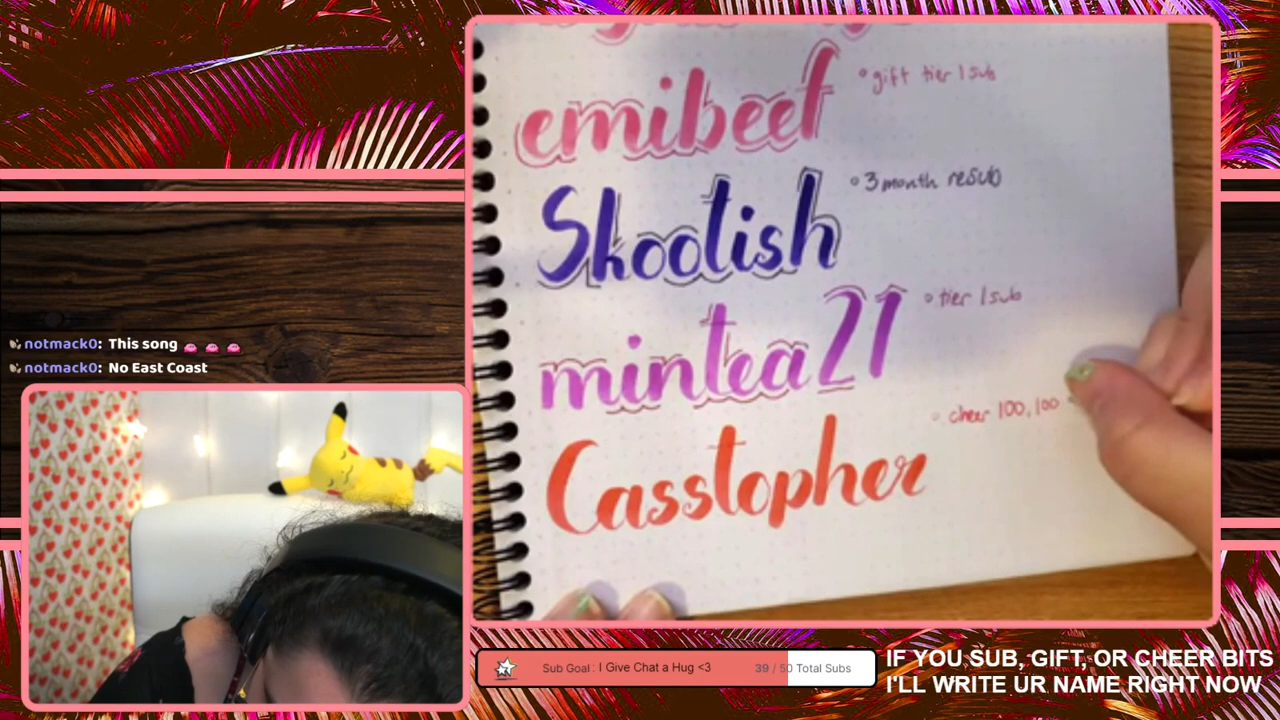 emibeef
° gift tier 1 sub
Skootish
° 3 month resub
mintea21
° tier 1 sub
Casstopher
° cheer 100, 100
notmack0: This song
notmack0: No East Coast
Sub Goal : I Give Chat a Hug <3 39 / 50 Total Subs
IF YOU SUB, GIFT, OR CHEER BITS
I'LL WRITE UR NAME RIGHT NOW